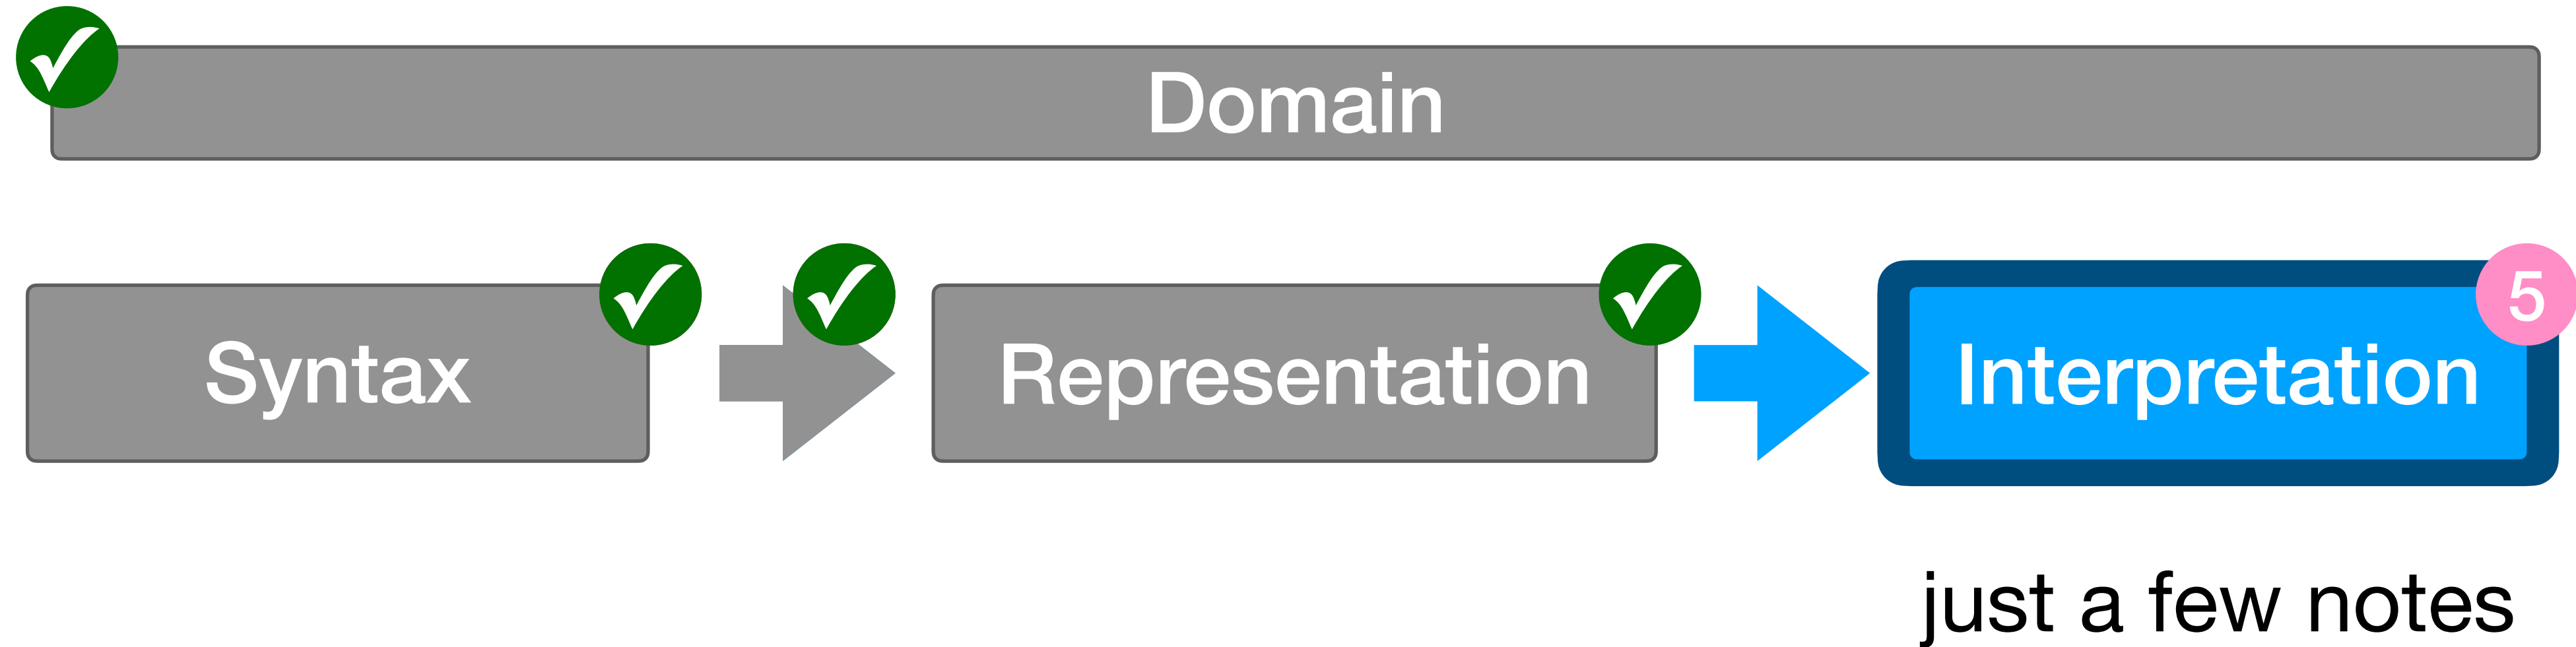 Domain
Syntax
Representation
Interpretation
5
just a few notes